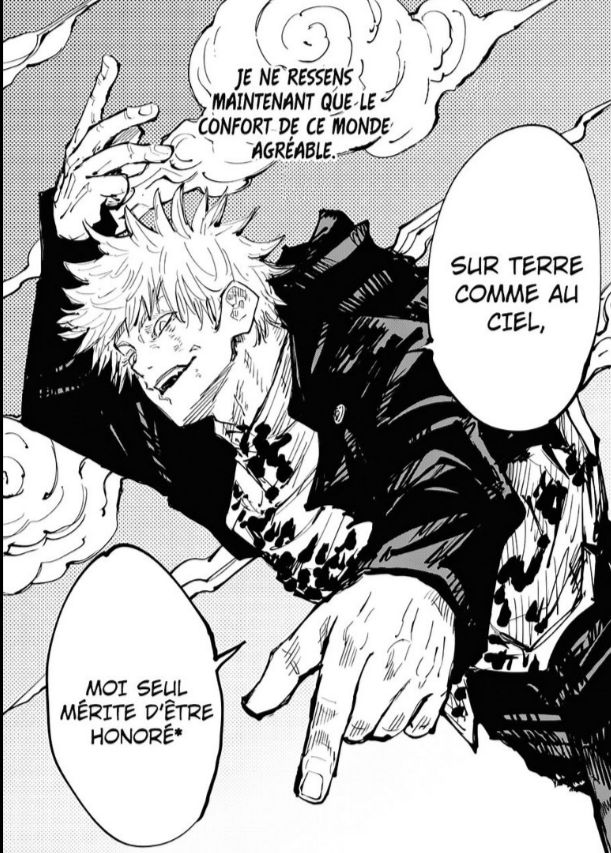 JE NE RESSENS
MAINTENANT QUE LE
CONFORT DE CE MONDE
AGRÉABLE.
SUR TERRE
COMME AU
CIEL,
MOI SEUL
MÉRITE D'ÊTRE
HONORÉ*